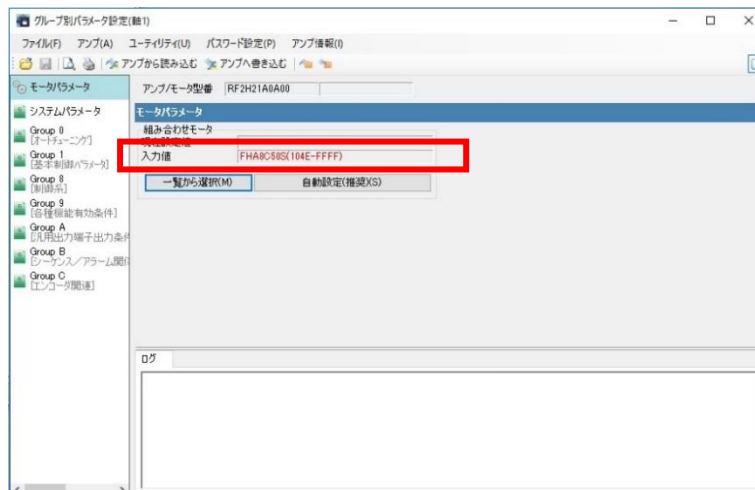 グループ別パラメータ設定(軸1)
ファイル(F) アンプ(A) ユーティリティ(U) パスワード設定(P) アンプ情報(I)
アンプから読み込む アンプへ書き込む
モータパラメータ
アンプ/モータ型番 RF2H21A0A00
システムパラメータ
モータパラメータ
Group 0
[オートチューニング]
組み合わせモータ
現在設定値
Group 1
[基本制御パラメータ]
入力値 FHA8C50S(104E-FFFF)
Group 8
[制御系]
一覧から選択(M) 自動設定(推奨)(S)
Group 9
[各種機能有効条件]
Group A
[汎用出力端子出力条件
Group B
[シーケンス/アラーム関係
Group C
[エンコーダ関連]
ログ